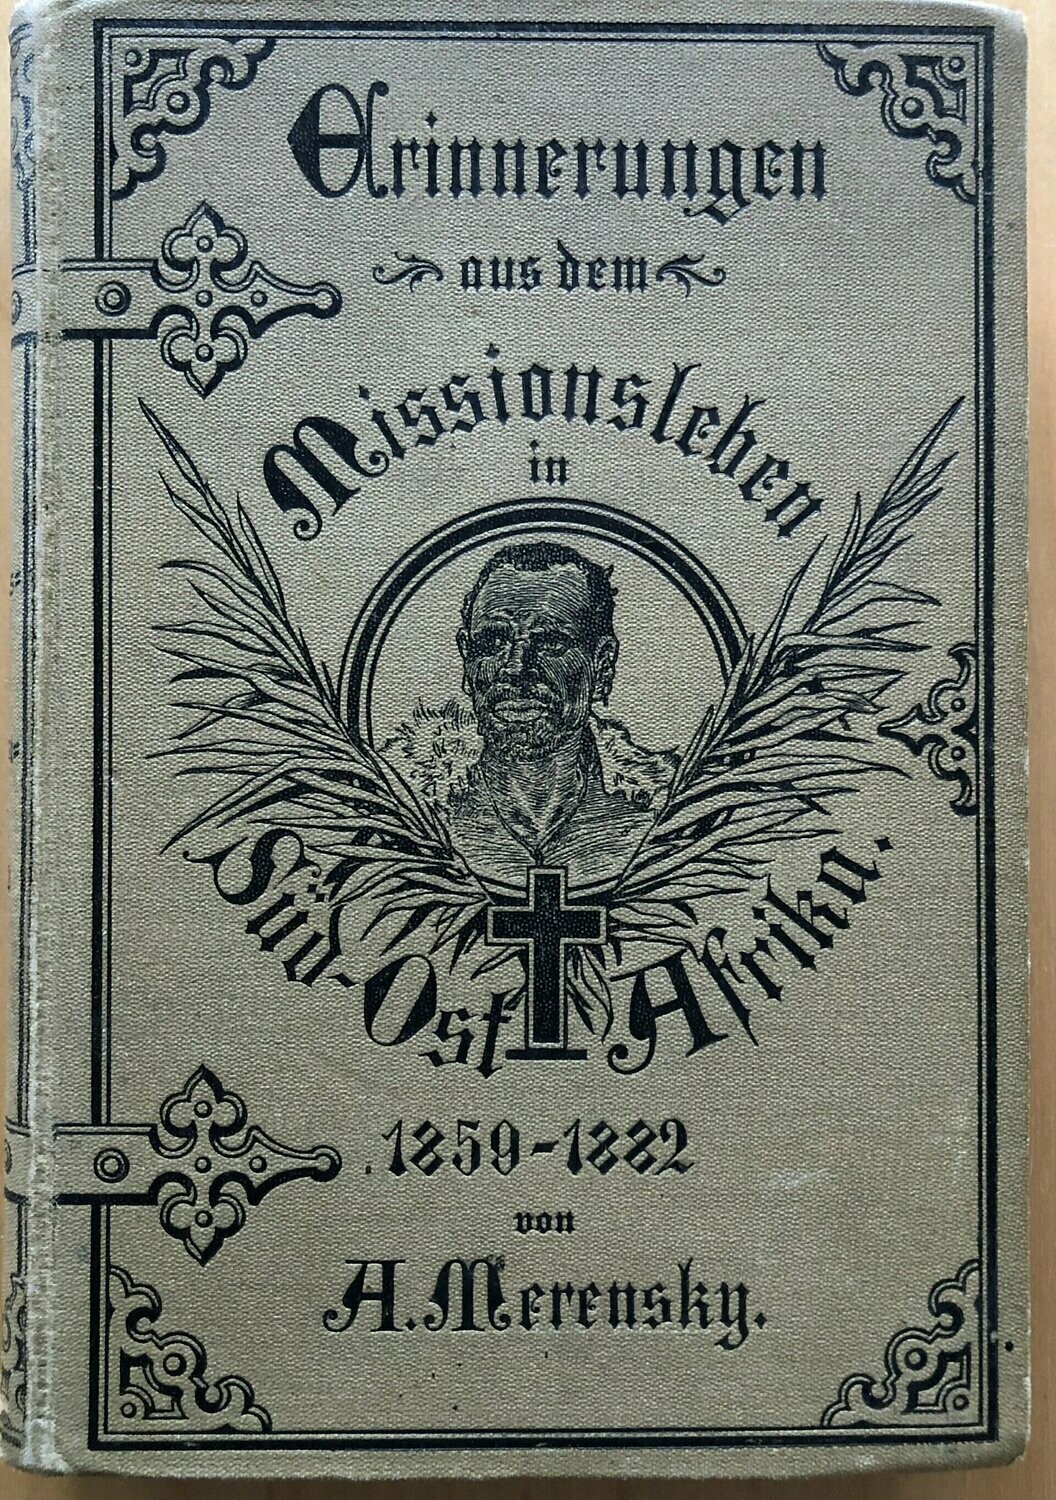 Erinnerungen
aus dem
Missionsleben
in
Süd-Ost Afrika.
1859-1882
von
A. Merensky.